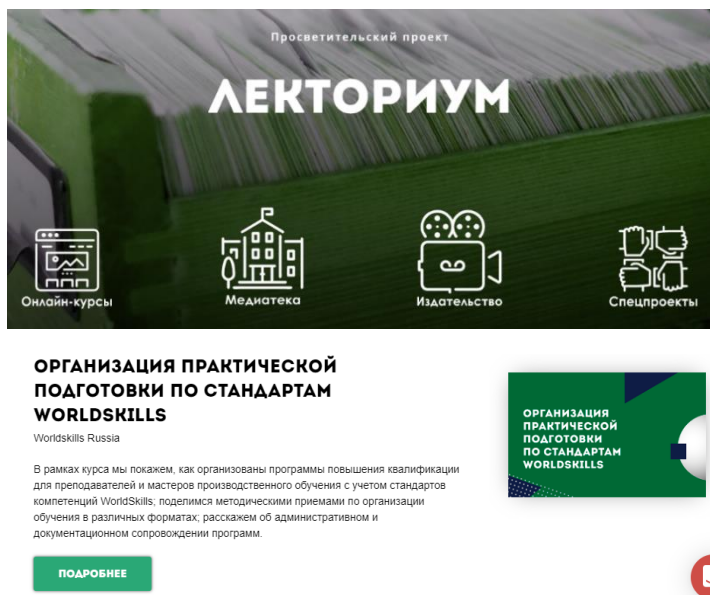 Просветительский проект
ЛЕКТОРИУМ
Онлайн-курсы
Медиатека
Издательство
Спецпроекты
ОРГАНИЗАЦИЯ ПРАКТИЧЕСКОЙ
ПОДГОТОВКИ ПО СТАНДАРТАМ
WORLDSKILLS
Worldskills Russia
В рамках курса мы покажем, как организованы программы повышения квалификации
для преподавателей и мастеров производственного обучения с учетом стандартов
компетенций WorldSkills; поделимся методическими приемами по организации
обучения в различных форматах; расскажем об административном и
документационном сопровождении программ.
ПОДРОБНЕЕ
ОРГАНИЗАЦИЯ
ПРАКТИЧЕСКОЙ
ПОДГОТОВКИ
ПО СТАНДАРТАМ
WORLDSKILLS